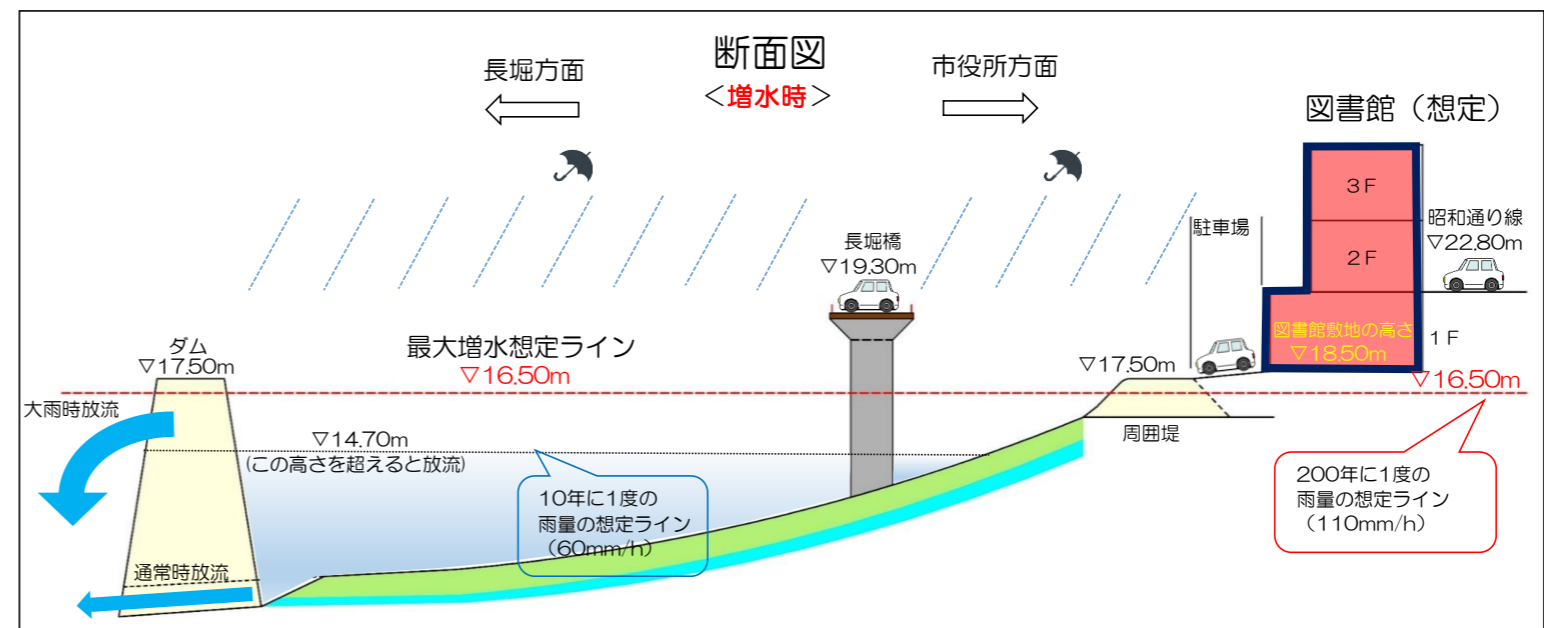 断面図
<増水時>
長堀方面
市役所方面
図書館（想定）
3F
2F
1F
昭和通り線
▽22.80m
駐車場
長堀橋
▽19.30m
図書館敷地の高さ
▽18.50m
ダム
▽17.50m
最大増水想定ライン
▽16.50m
▽17.50m
▽16.50m
大雨時放流
周囲堤
▽14.70m
(この高さを超えると放流)
10年に1度の
雨量の想定ライン
（60mm/h）
200年に1度の
雨量の想定ライン
（110mm/h）
通常時放流